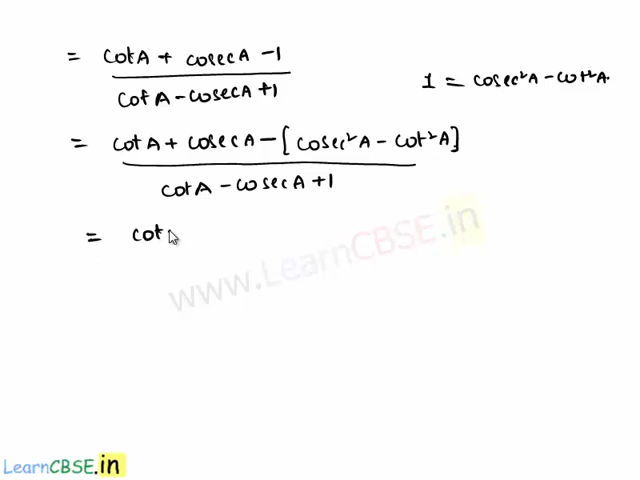 = cotA + cosecA - 1
cotA - cosecA + 1
1 = cosec²A - cot²A.
= cotA + cosecA - [cosec²A - cot²A]
cotA - cosecA + 1
= cot
www.LearnCBSE.in
LearnCBSE.in